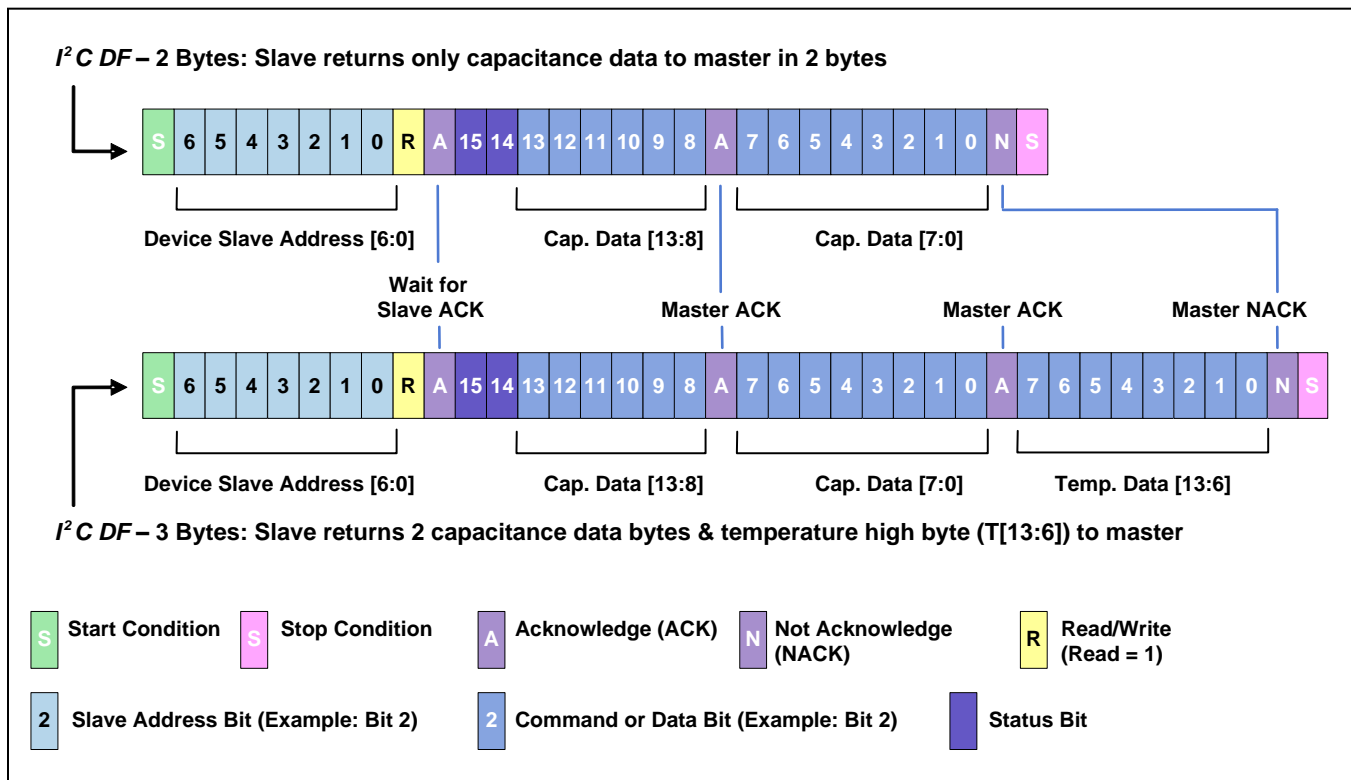 I²C DF – 2 Bytes: Slave returns only capacitance data to master in 2 bytes
S 6 5 4 3 2 1 0 R A 15 14 13 12 11 10 9 8 A 7 6 5 4 3 2 1 0 N S
Device Slave Address [6:0] Cap. Data [13:8] Cap. Data [7:0]
Wait for
Slave ACK Master ACK Master ACK Master NACK
S 6 5 4 3 2 1 0 R A 15 14 13 12 11 10 9 8 A 7 6 5 4 3 2 1 0 A 7 6 5 4 3 2 1 0 N S
Device Slave Address [6:0] Cap. Data [13:8] Cap. Data [7:0] Temp. Data [13:6]
I²C DF – 3 Bytes: Slave returns 2 capacitance data bytes & temperature high byte (T[13:6]) to master
S Start Condition S Stop Condition A Acknowledge (ACK) N Not Acknowledge
(NACK) R Read/Write
(Read = 1)
2 Slave Address Bit (Example: Bit 2) 2 Command or Data Bit (Example: Bit 2) Status Bit